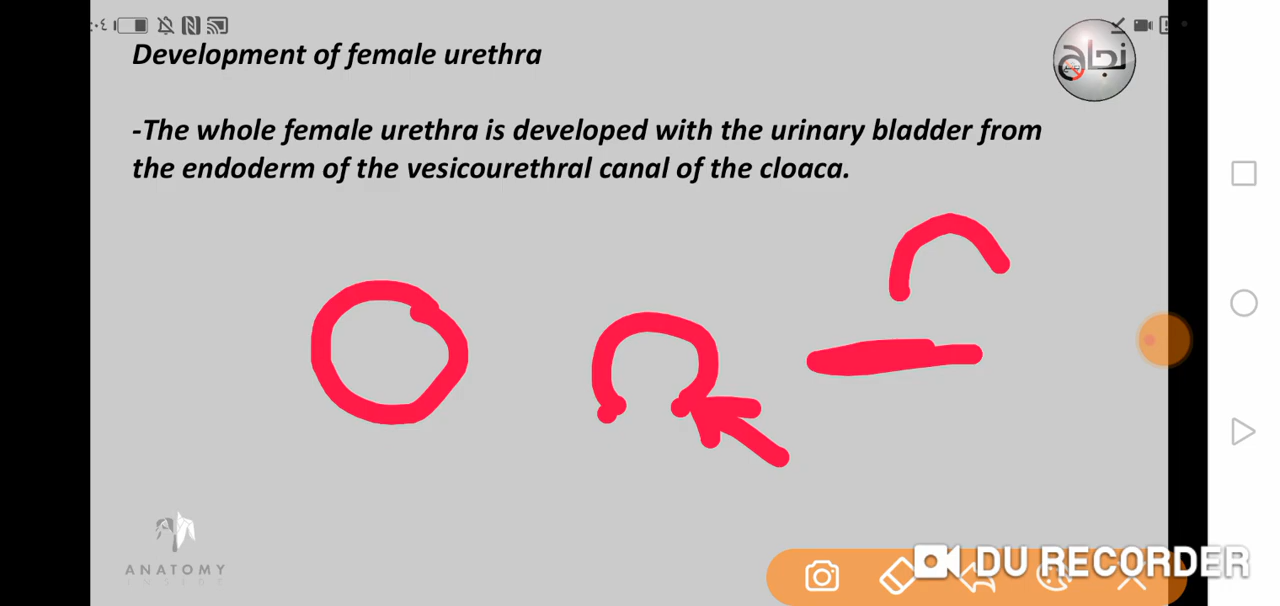 Development of female urethra
-The whole female urethra is developed with the urinary bladder from
the endoderm of the vesicourethral canal of the cloaca.
ANATOMY
INSIDE
DU RECORDER